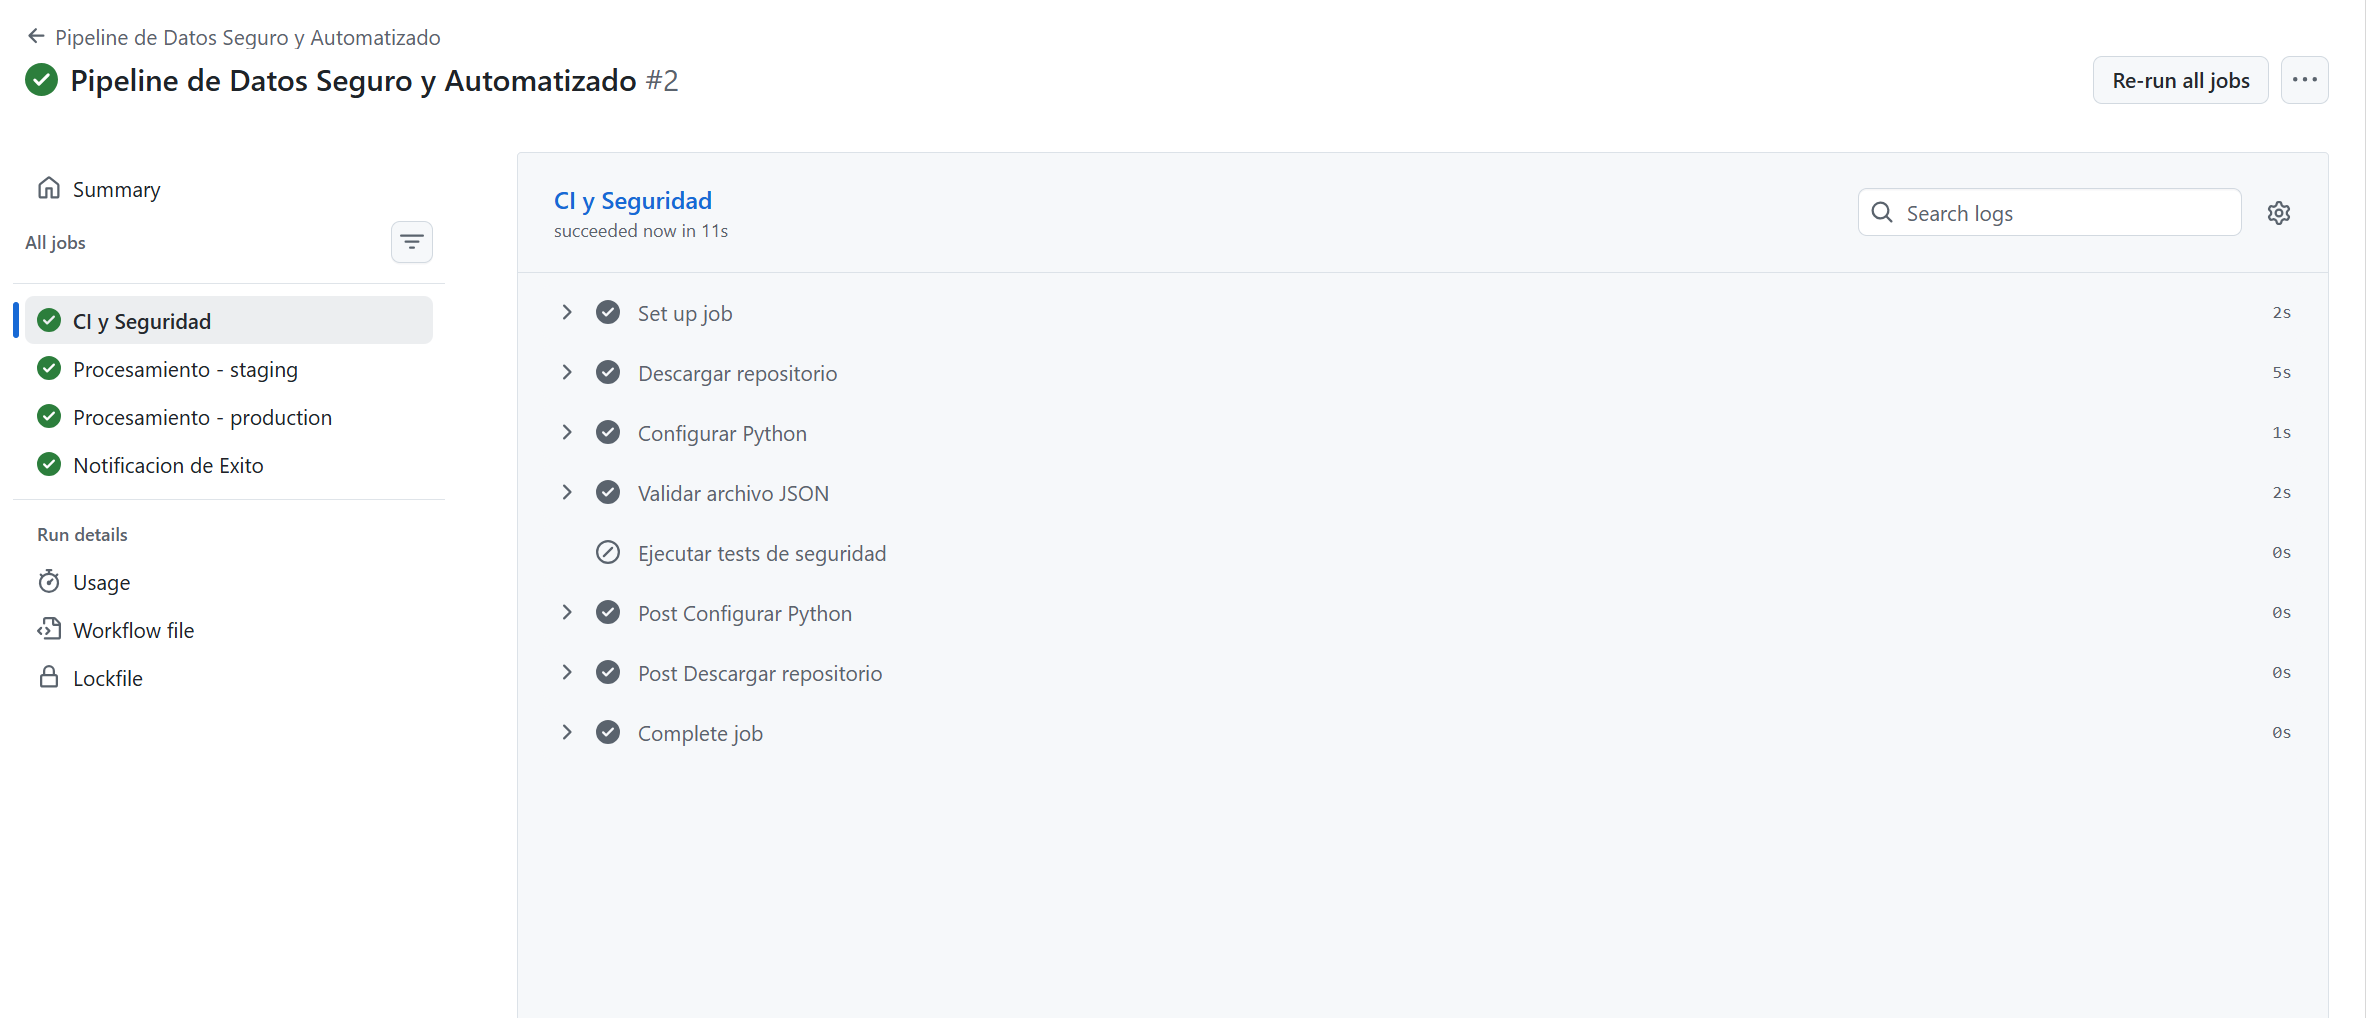 Pipeline de Datos Seguro y Automatizado
Pipeline de Datos Seguro y Automatizado #2
Re-run all jobs
Summary
All jobs
CI y Seguridad
Procesamiento - staging
Procesamiento - production
Notificacion de Exito
Run details
Usage
Workflow file
Lockfile
CI y Seguridad
succeeded now in 11s
Search logs
Set up job 2s
Descargar repositorio 5s
Configurar Python 1s
Validar archivo JSON 2s
Ejecutar tests de seguridad 0s
Post Configurar Python 0s
Post Descargar repositorio 0s
Complete job 0s